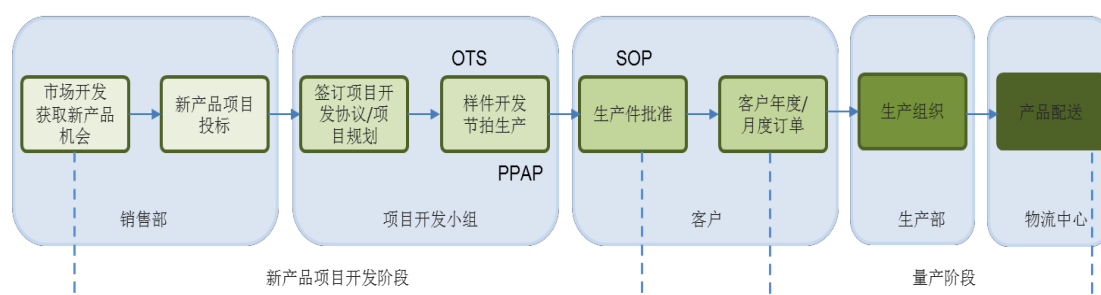 OTS
SOP
市场开发
获取新产品
机会
新产品项目
投标
签订项目开
发协议/项
目规划
样件开发
节拍生产
生产件批准
客户年度/
月度订单
生产组织
产品配送
PPAP
销售部
项目开发小组
客户
生产部
物流中心
新产品项目开发阶段
量产阶段